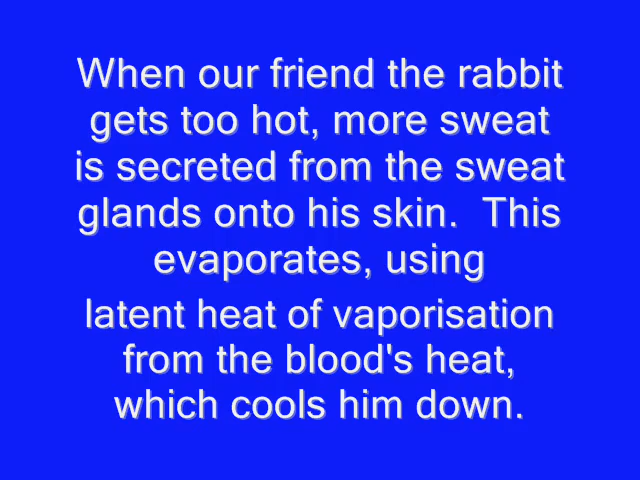 When our friend the rabbit
gets too hot, more sweat
is secreted from the sweat
glands onto his skin.  This
evaporates, using
latent heat of vaporisation
from the blood's heat,
which cools him down.